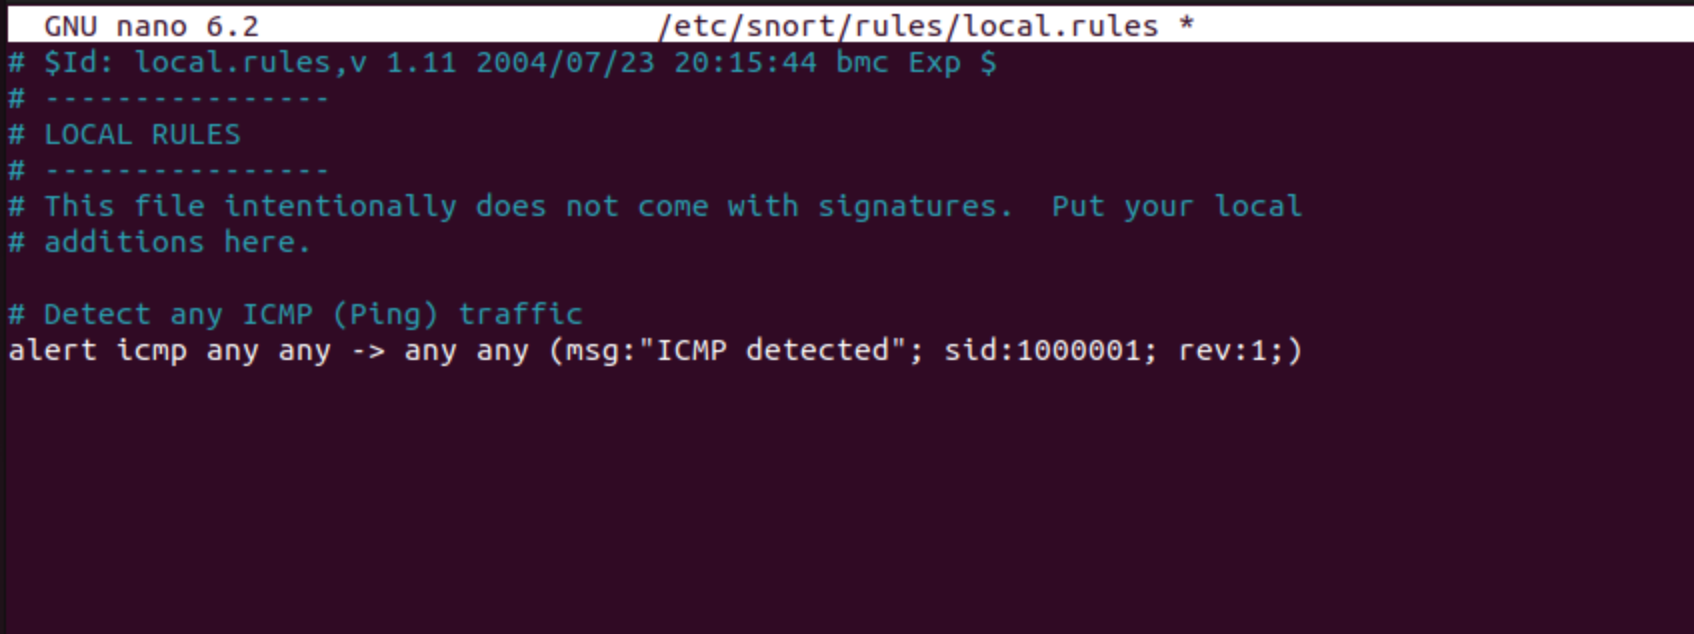 GNU nano 6.2 /etc/snort/rules/local.rules *
# $Id: local.rules,v 1.11 2004/07/23 20:15:44 bmc Exp $
# ----------------
# LOCAL RULES
# ----------------
# This file intentionally does not come with signatures.  Put your local
# additions here.
# Detect any ICMP (Ping) traffic
alert icmp any any -> any any (msg:"ICMP detected"; sid:1000001; rev:1;)